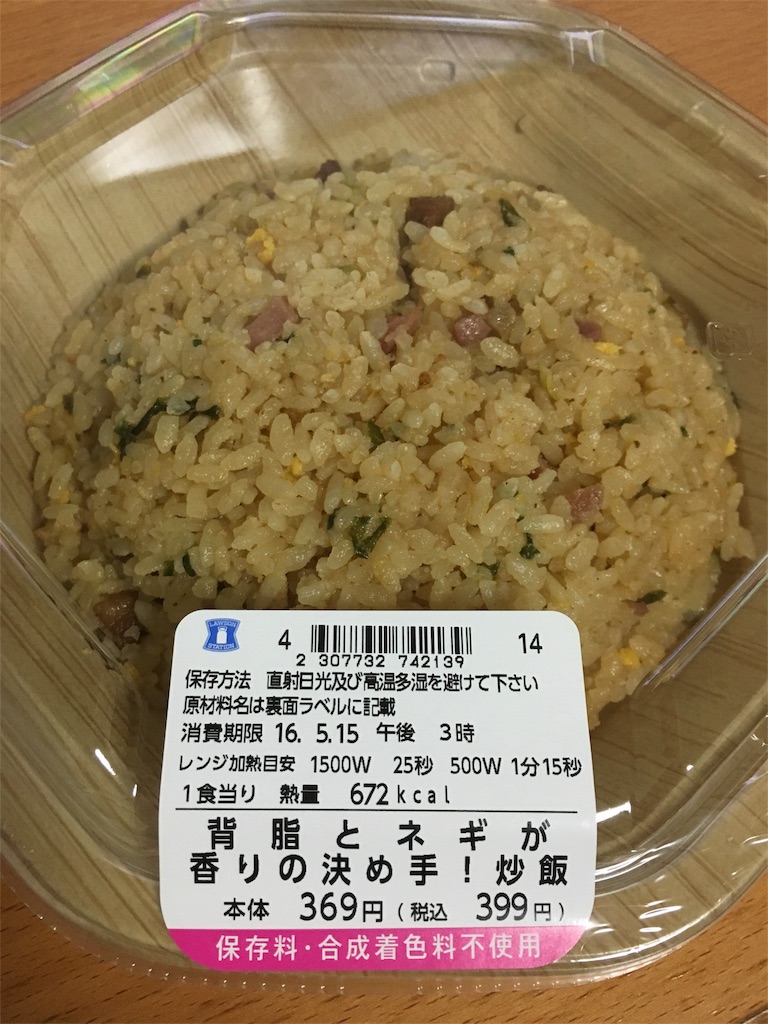 LAWSON
STATION
4
14
2 307732 742139
保存方法 直射日光及び高温多湿を避けて下さい
原材料名は裏面ラベルに記載
消費期限 16. 5.15 午後 3時
レンジ加熱目安 1500W 25秒 500W 1分15秒
1食当り 熱量 672kcal
背脂とネギが
香りの決め手!炒飯
本体 369円(税込 399円)
保存料・合成着色料不使用